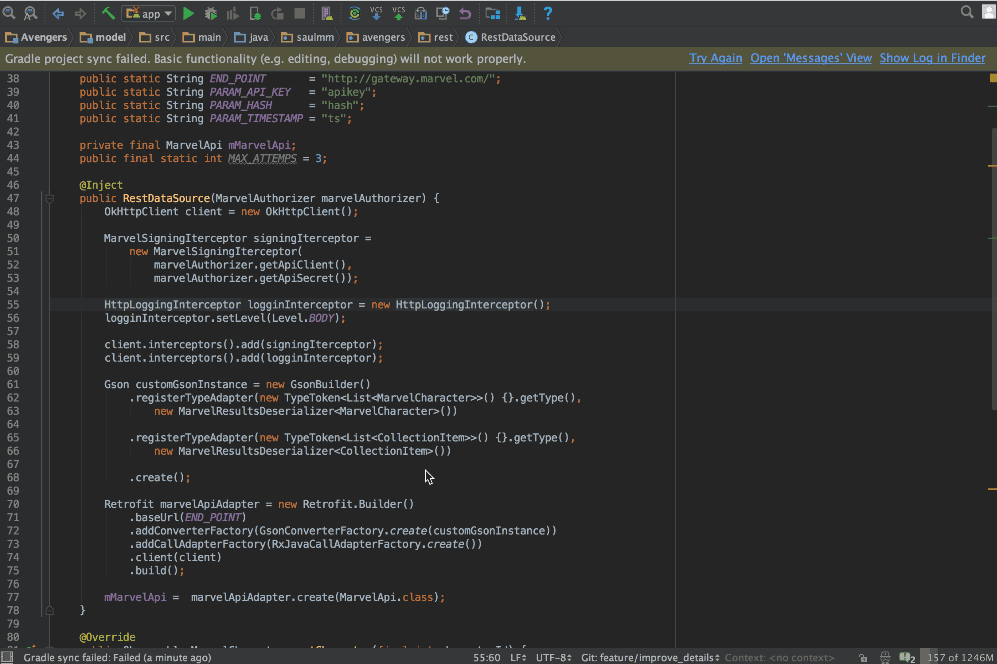 app
Avengers model src main java saulmm avengers rest RestDataSource
Gradle project sync failed. Basic functionality (e.g. editing, debugging) will not work properly. Try Again Open 'Messages' View Show Log in Finder
38 public static String END_POINT = "http://gateway.marvel.com/";
39 public static String PARAM_API_KEY = "apikey";
40 public static String PARAM_HASH = "hash";
41 public static String PARAM_TIMESTAMP = "ts";
42
43 private final MarvelApi mMarvelApi;
44 public final static int MAX_ATTEMPS = 3;
45
46 @Inject
47 public RestDataSource(MarvelAuthorizer marvelAuthorizer) {
48 OkHttpClient client = new OkHttpClient();
49
50 MarvelSigningIterceptor signingIterceptor =
51 new MarvelSigningIterceptor(
52 marvelAuthorizer.getApiClient(),
53 marvelAuthorizer.getApiSecret());
54
55 HttpLoggingInterceptor logginInterceptor = new HttpLoggingInterceptor();
56 logginInterceptor.setLevel(Level.BODY);
57
58 client.interceptors().add(signingIterceptor);
59 client.interceptors().add(logginInterceptor);
60
61 Gson customGsonInstance = new GsonBuilder()
62 .registerTypeAdapter(new TypeToken<List<MarvelCharacter>>() {}.getType(),
63 new MarvelResultsDeserializer<MarvelCharacter>())
64
65 .registerTypeAdapter(new TypeToken<List<CollectionItem>>() {}.getType(),
66 new MarvelResultsDeserializer<CollectionItem>())
67
68 .create();
69
70 Retrofit marvelApiAdapter = new Retrofit.Builder()
71 .baseUrl(END_POINT)
72 .addConverterFactory(GsonConverterFactory.create(customGsonInstance))
73 .addCallAdapterFactory(RxJavaCallAdapterFactory.create())
74 .client(client)
75 .build();
76
77 mMarvelApi = marvelApiAdapter.create(MarvelApi.class);
78 }
79
80 @Override
Gradle sync failed: Failed (a minute ago) 55:60 LF UTF-8 Git: feature/improve_details Context: <no context> 157 of 1246M